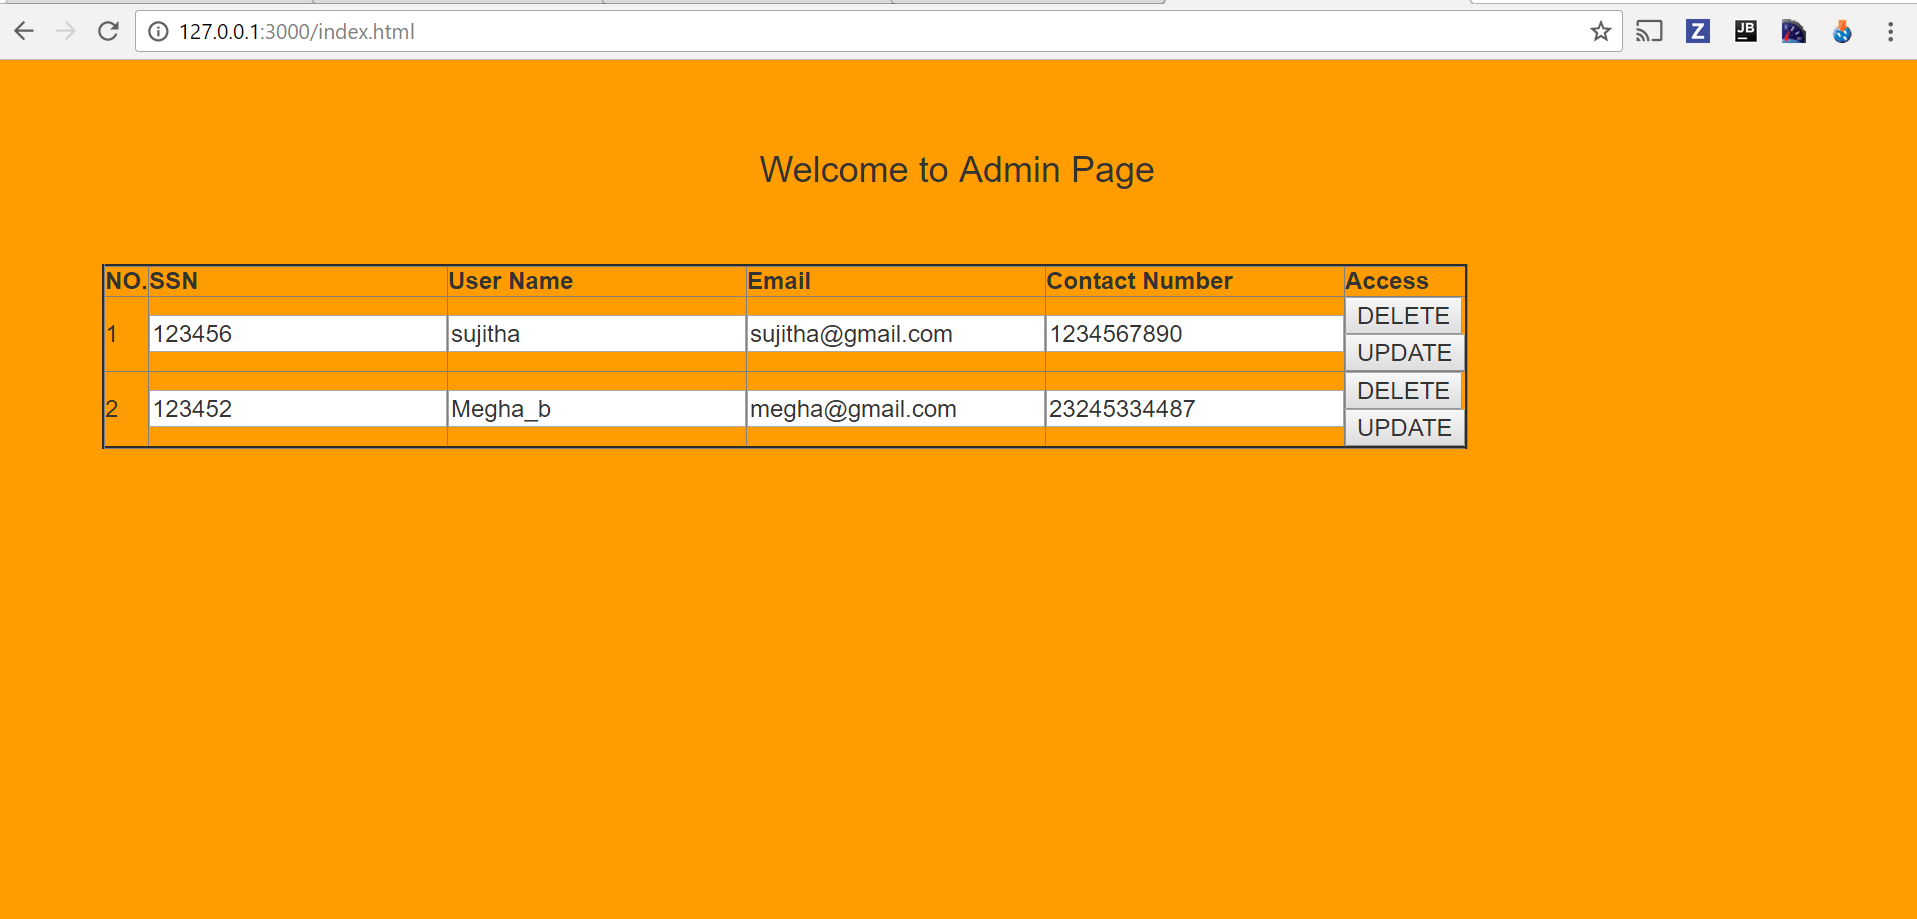 127.0.0.1:3000/index.html
Z
JB
Welcome to Admin Page
NO. SSN User Name Email Contact Number Access
1 123456 sujitha sujitha@gmail.com 1234567890 DELETE
UPDATE
2 123452 Megha_b megha@gmail.com 23245334487 DELETE
UPDATE